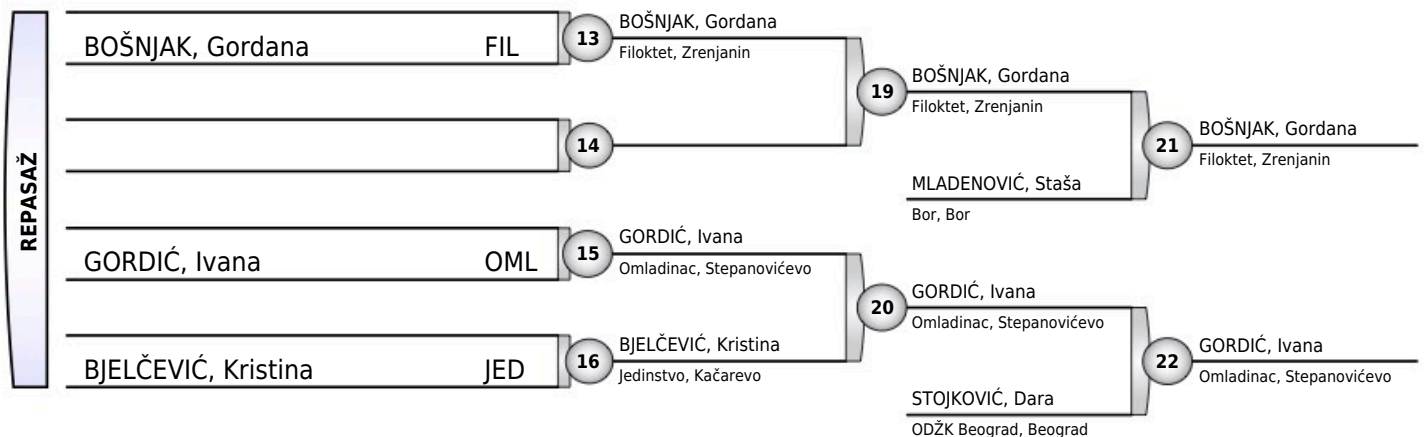 REPASAŽ
BOŠNJAK, Gordana FIL
13
BOŠNJAK, Gordana
Filoktet, Zrenjanin
14
19
BOŠNJAK, Gordana
Filoktet, Zrenjanin
MLADENOVIĆ, Staša
Bor, Bor
21
BOŠNJAK, Gordana
Filoktet, Zrenjanin
GORDIĆ, Ivana OML
15
GORDIĆ, Ivana
Omladinac, Stepanovićevo
BJELČEVIĆ, Kristina JED
16
BJELČEVIĆ, Kristina
Jedinstvo, Kačarevo
20
GORDIĆ, Ivana
Omladinac, Stepanovićevo
STOJKOVIĆ, Dara
ODŽK Beograd, Beograd
22
GORDIĆ, Ivana
Omladinac, Stepanovićevo